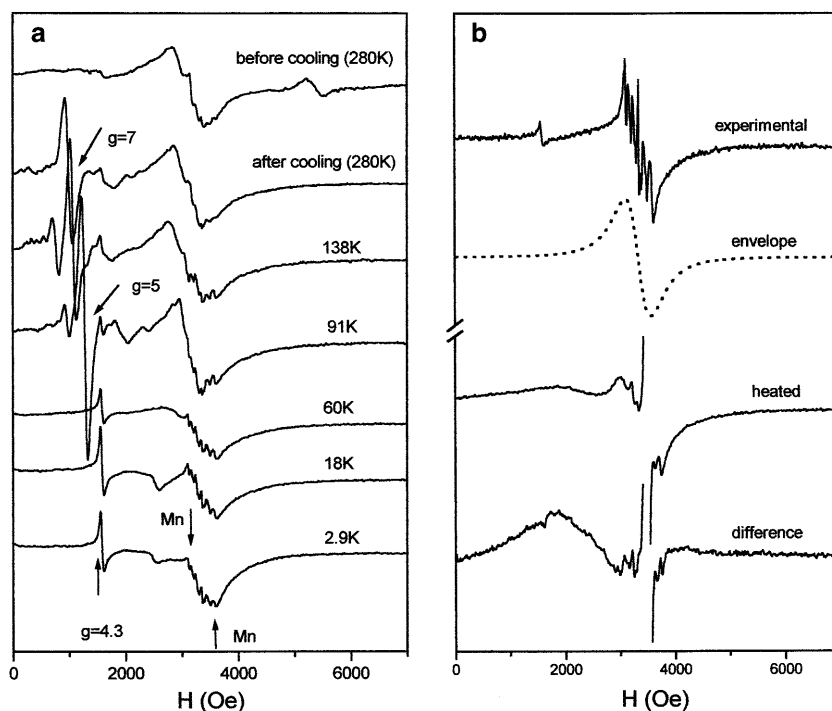 a
before cooling (280K)
g=7
after cooling (280K)
138K
g=5
91K
60K
18K
Mn
2.9K
g=4.3
Mn
0 2000 4000 6000
H (Oe)
b
experimental
envelope
heated
difference
0 2000 4000 6000
H (Oe)